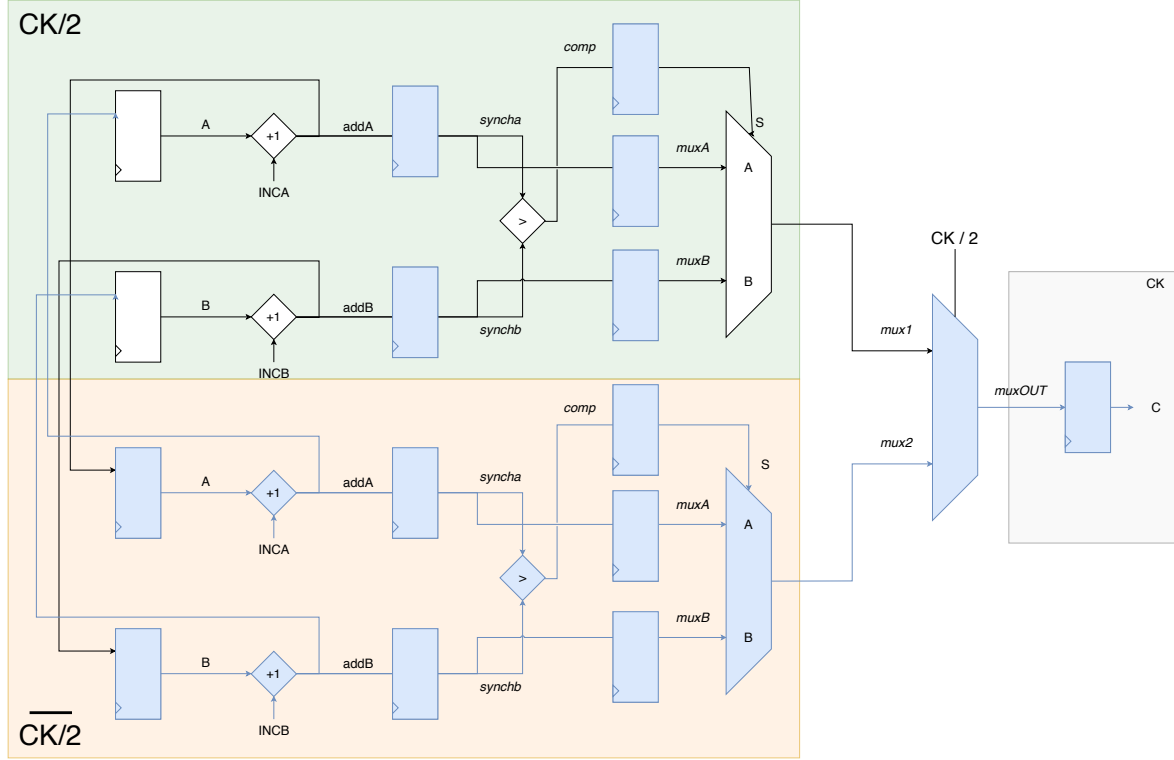 CK/2
comp
S
A
+1
addA
syncha
muxA
A
INCA
>
CK / 2
muxB
B
B
+1
addB
synchb
INCB
CK
mux1
muxOUT
C
mux2
comp
S
A
+1
addA
syncha
muxA
A
INCA
>
muxB
B
B
+1
addB
synchb
INCB
CK/2